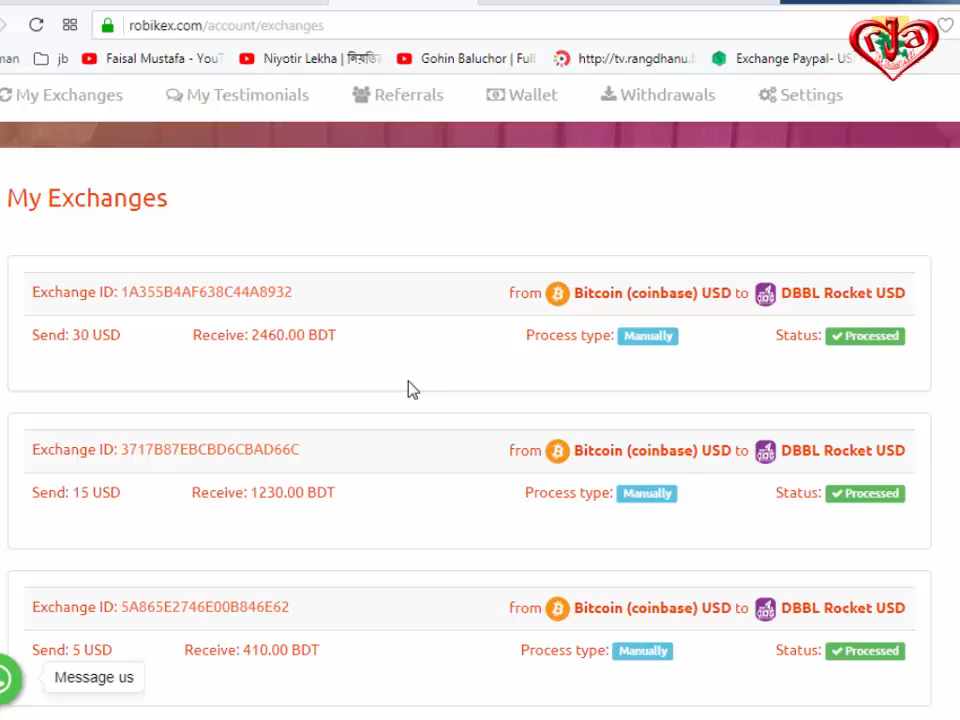 robikex.com/account/exchanges
man jb Faisal Mustafa - YouT Niyotir Lekha | নিয়তির Gohin Baluchor | Full http://tv.rangdhanu.l Exchange Paypal- US
My Exchanges My Testimonials Referrals Wallet Withdrawals Settings
My Exchanges
Exchange ID: 1A355B4AF638C44A8932 from Bitcoin (coinbase) USD to DBBL Rocket USD
Send: 30 USD Receive: 2460.00 BDT Process type: Manually Status: Processed
Exchange ID: 3717B87EBCBD6CBAD66C from Bitcoin (coinbase) USD to DBBL Rocket USD
Send: 15 USD Receive: 1230.00 BDT Process type: Manually Status: Processed
Exchange ID: 5A865E2746E00B846E62 from Bitcoin (coinbase) USD to DBBL Rocket USD
Send: 5 USD Receive: 410.00 BDT Process type: Manually Status: Processed
Message us